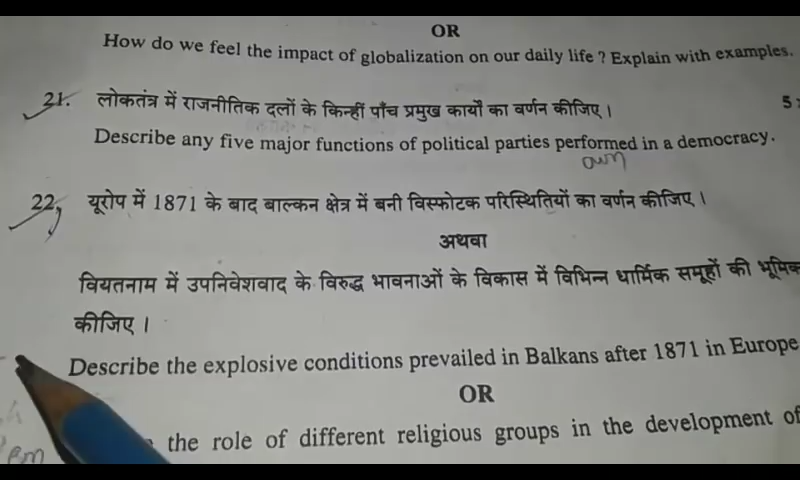 OR
How do we feel the impact of globalization on our daily life ? Explain with examples.
21. लोकतंत्र में राजनीतिक दलों के किन्हीं पाँच प्रमुख कार्यों का वर्णन कीजिए । 5
Describe any five major functions of political parties performed in a democracy.
22. यूरोप में 1871 के बाद बाल्कन क्षेत्र में बनी विस्फोटक परिस्थितियों का वर्णन कीजिए ।
अथवा
वियतनाम में उपनिवेशवाद के विरुद्ध भावनाओं के विकास में विभिन्न धार्मिक समूहों की
कीजिए ।
Describe the explosive conditions prevailed in Balkans after 1871 in Europe
OR
the role of different religious groups in the development of